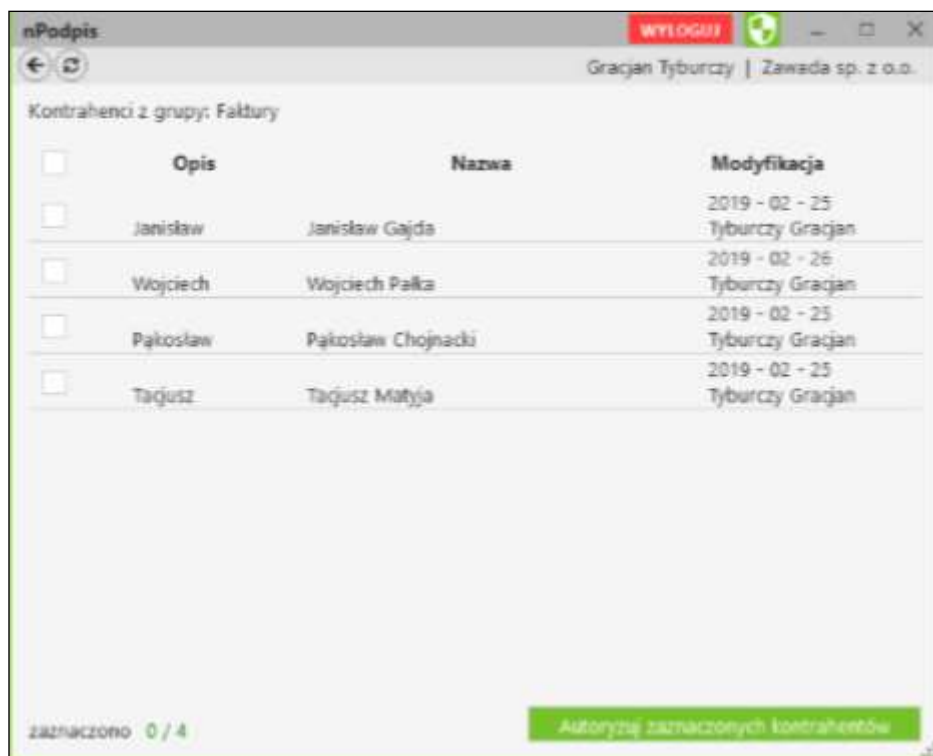 nPodpis WYLOGUJ
Gracjan Tyburczy | Zawada sp. z o.o.
Kontrahenci z grupy: Faktury
Opis Nazwa Modyfikacja
2019 - 02 - 25
Janisław Janisław Gajda Tyburczy Gracjan
2019 - 02 - 26
Wojciech Wojciech Pałka Tyburczy Gracjan
2019 - 02 - 25
Pąkosław Pąkosław Chojnacki Tyburczy Gracjan
2019 - 02 - 25
Tacjusz Tacjusz Matyja Tyburczy Gracjan
zaznaczono 0 / 4 Autoryzuj zaznaczonych kontrahentów